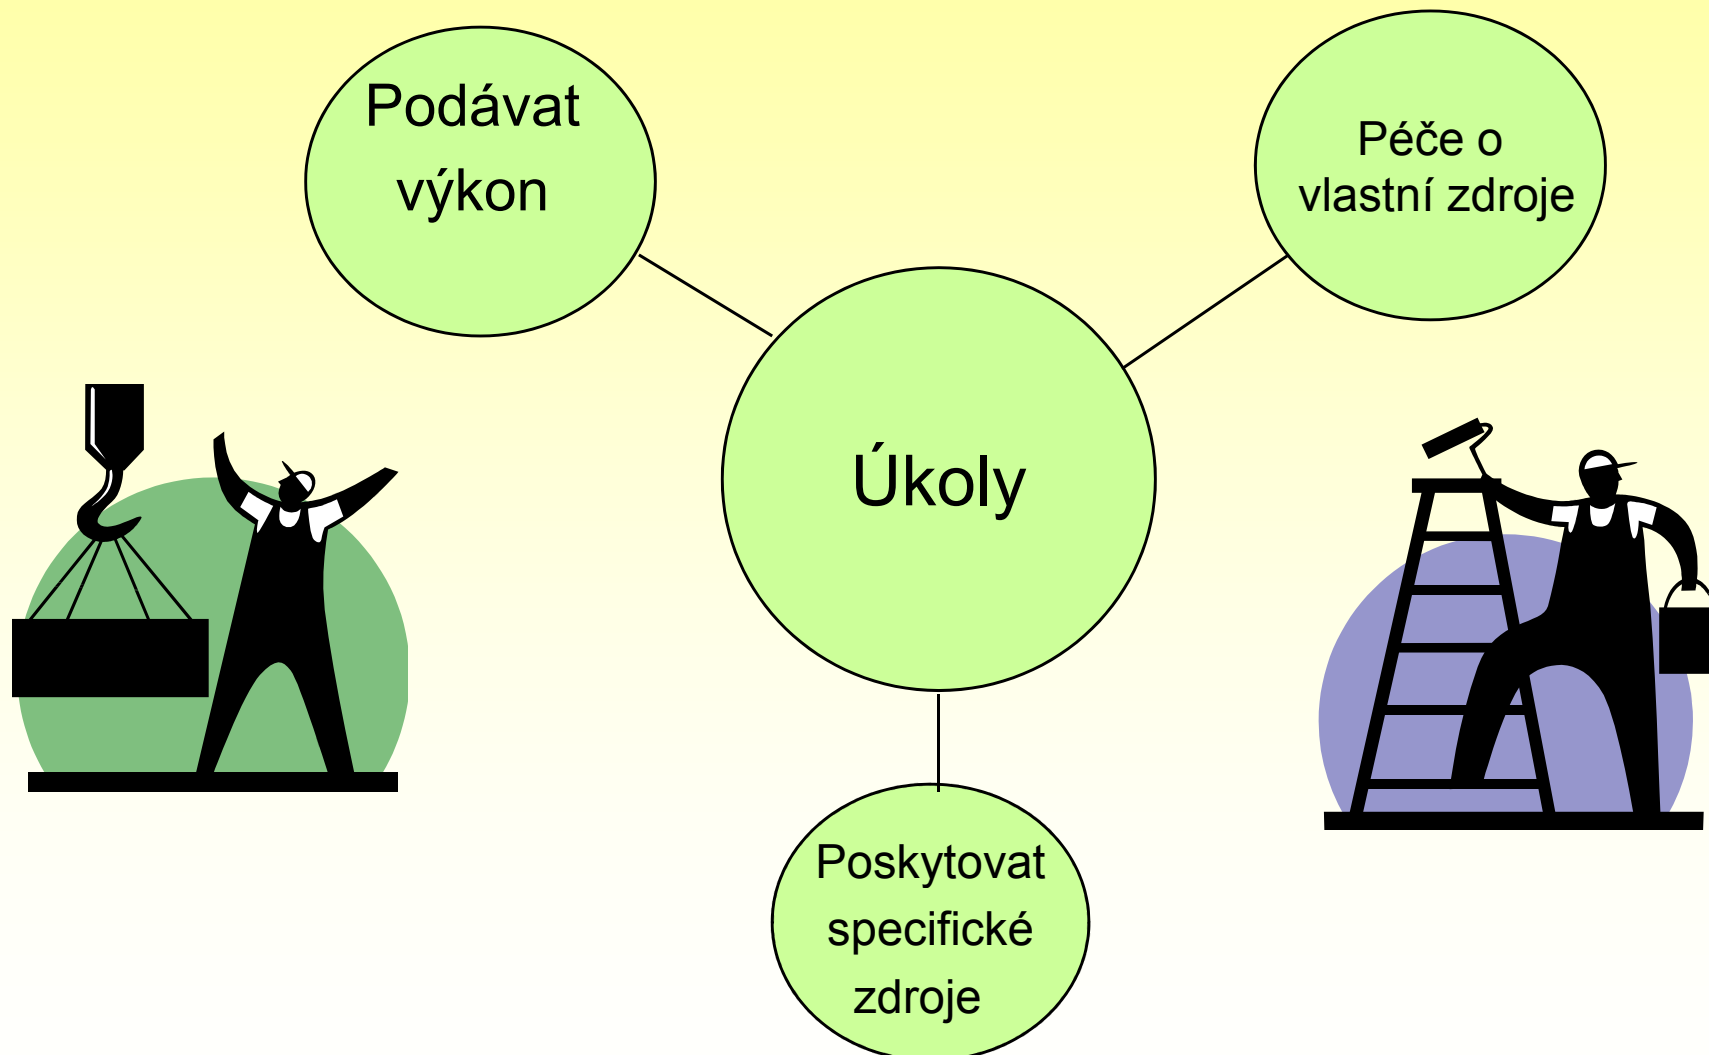 Podávat
výkon
Péče o
vlastní zdroje
Úkoly
Poskytovat
specifické
zdroje